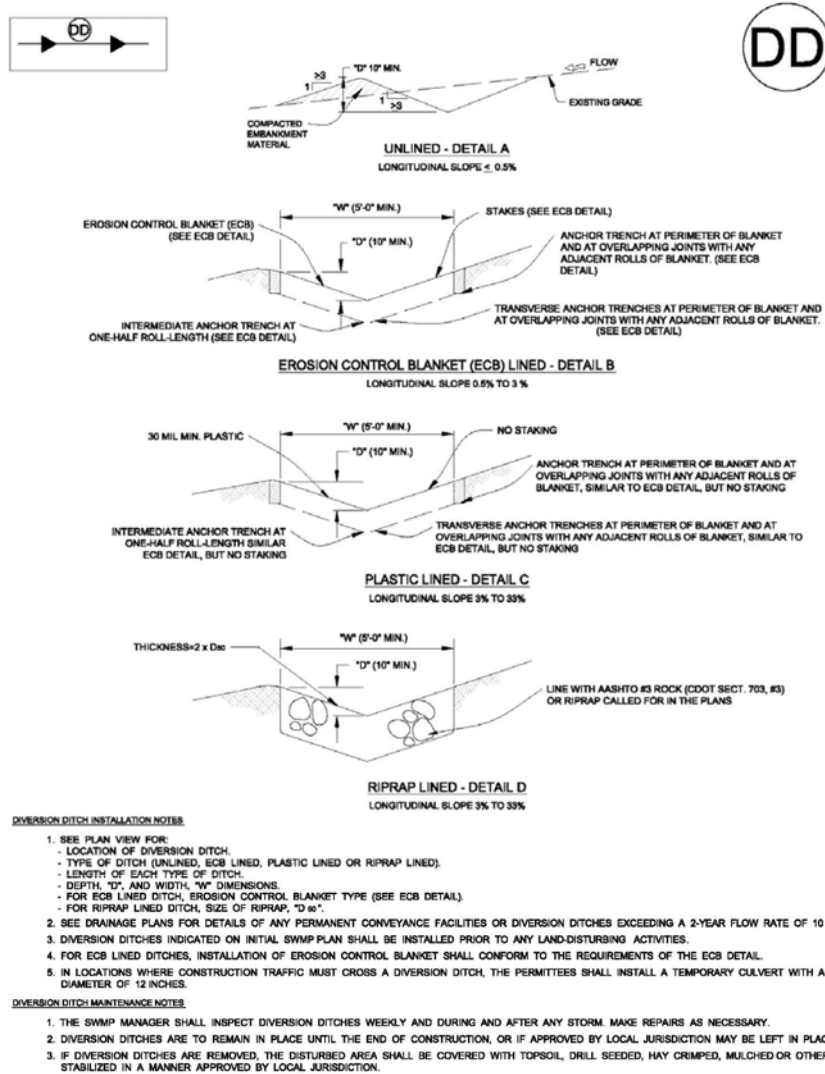 DD
DD
"D" 10" MIN.
>3
1
FLOW
1
>3
EXISTING GRADE
COMPACTED
EMBANKMENT
MATERIAL
UNLINED - DETAIL A
LONGITUDINAL SLOPE ≤ 0.5%
"W" (5'-0" MIN.)
EROSION CONTROL BLANKET (ECB)
(SEE ECB DETAIL)
STAKES (SEE ECB DETAIL)
"D" (10" MIN.)
ANCHOR TRENCH AT PERIMETER OF BLANKET
AND AT OVERLAPPING JOINTS WITH ANY
ADJACENT ROLLS OF BLANKET. (SEE ECB
DETAIL)
INTERMEDIATE ANCHOR TRENCH AT
ONE-HALF ROLL-LENGTH (SEE ECB DETAIL)
TRANSVERSE ANCHOR TRENCHES AT PERIMETER OF BLANKET AND
AT OVERLAPPING JOINTS WITH ANY ADJACENT ROLLS OF BLANKET.
(SEE ECB DETAIL)
EROSION CONTROL BLANKET (ECB) LINED - DETAIL B
LONGITUDINAL SLOPE 0.5% TO 3 %
"W" (5'-0" MIN.)
30 MIL MIN. PLASTIC
NO STAKING
"D" (10" MIN.)
ANCHOR TRENCH AT PERIMETER OF BLANKET AND AT
OVERLAPPING JOINTS WITH ANY ADJACENT ROLLS OF
BLANKET, SIMILAR TO ECB DETAIL, BUT NO STAKING
INTERMEDIATE ANCHOR TRENCH AT
ONE-HALF ROLL-LENGTH SIMILAR
ECB DETAIL, BUT NO STAKING
TRANSVERSE ANCHOR TRENCHES AT PERIMETER OF BLANKET AND AT
OVERLAPPING JOINTS WITH ANY ADJACENT ROLLS OF BLANKET, SIMILAR TO
ECB DETAIL, BUT NO STAKING
PLASTIC LINED - DETAIL C
LONGITUDINAL SLOPE 3% TO 33%
"W" (5'-0" MIN.)
THICKNESS=2 x D50
"D" (10" MIN.)
LINE WITH AASHTO #3 ROCK (CDOT SECT. 703, #3)
OR RIPRAP CALLED FOR IN THE PLANS
RIPRAP LINED - DETAIL D
LONGITUDINAL SLOPE 3% TO 33%
DIVERSION DITCH INSTALLATION NOTES
1. SEE PLAN VIEW FOR:
- LOCATION OF DIVERSION DITCH.
- TYPE OF DITCH (UNLINED, ECB LINED, PLASTIC LINED OR RIPRAP LINED).
- LENGTH OF EACH TYPE OF DITCH.
- DEPTH, "D", AND WIDTH, "W" DIMENSIONS.
- FOR ECB LINED DITCH, EROSION CONTROL BLANKET TYPE (SEE ECB DETAIL).
- FOR RIPRAP LINED DITCH, SIZE OF RIPRAP, "D 50".
2. SEE DRAINAGE PLANS FOR DETAILS OF ANY PERMANENT CONVEYANCE FACILITIES OR DIVERSION DITCHES EXCEEDING A 2-YEAR FLOW RATE OF 10
3. DIVERSION DITCHES INDICATED ON INITIAL SWMP PLAN SHALL BE INSTALLED PRIOR TO ANY LAND-DISTURBING ACTIVITIES.
4. FOR ECB LINED DITCHES, INSTALLATION OF EROSION CONTROL BLANKET SHALL CONFORM TO THE REQUIREMENTS OF THE ECB DETAIL.
5. IN LOCATIONS WHERE CONSTRUCTION TRAFFIC MUST CROSS A DIVERSION DITCH, THE PERMITTEES SHALL INSTALL A TEMPORARY CULVERT WITH A
DIAMETER OF 12 INCHES.
DIVERSION DITCH MAINTENANCE NOTES
1. THE SWMP MANAGER SHALL INSPECT DIVERSION DITCHES WEEKLY AND DURING AND AFTER ANY STORM. MAKE REPAIRS AS NECESSARY.
2. DIVERSION DITCHES ARE TO REMAIN IN PLACE UNTIL THE END OF CONSTRUCTION, OR IF APPROVED BY LOCAL JURISDICTION MAY BE LEFT IN PLAC
3. IF DIVERSION DITCHES ARE REMOVED, THE DISTURBED AREA SHALL BE COVERED WITH TOPSOIL, DRILL SEEDED, HAY CRIMPED, MULCHED OR OTHER
STABILIZED IN A MANNER APPROVED BY LOCAL JURISDICTION.